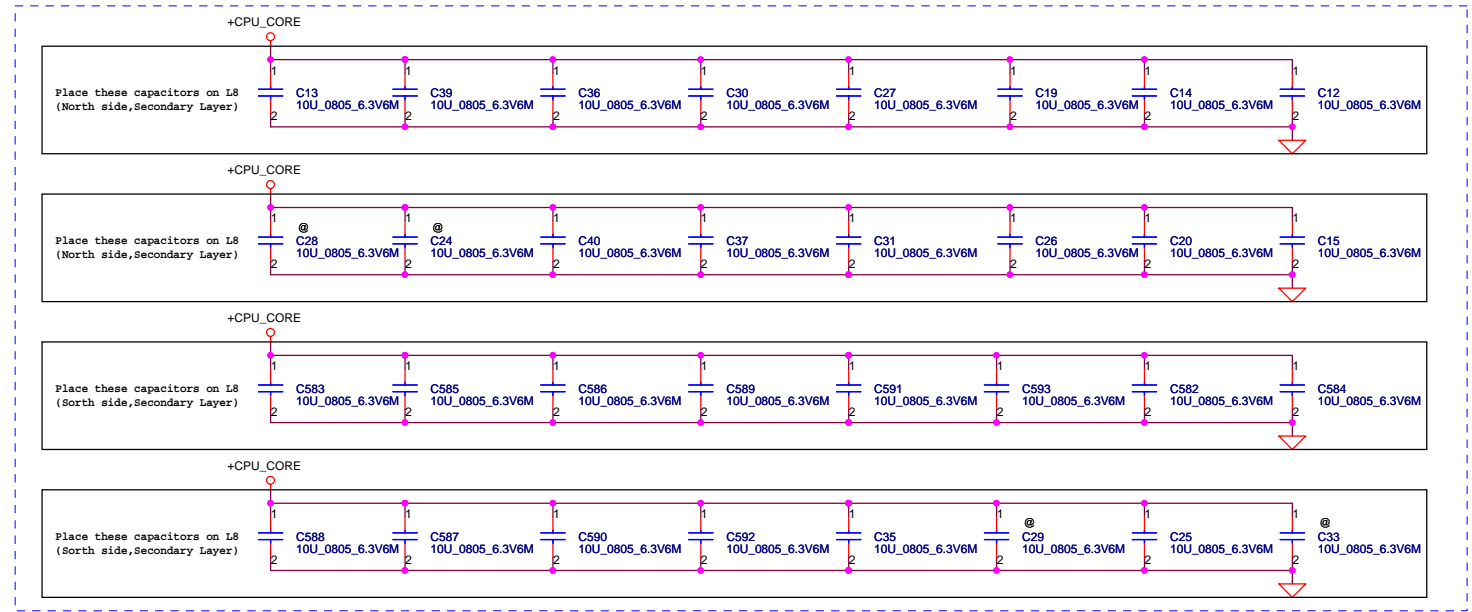 +CPU_CORE
1 1 1 1 1 1 1 1
Place these capacitors on L8
(North side,Secondary Layer)
C13 C39 C36 C30 C27 C19 C14 C12
10U_0805_6.3V6M 10U_0805_6.3V6M 10U_0805_6.3V6M 10U_0805_6.3V6M 10U_0805_6.3V6M 10U_0805_6.3V6M 10U_0805_6.3V6M 10U_0805_6.3V6M
2 2 2 2 2 2 2 2
+CPU_CORE
1 1 1 1 1 1 1 1
@ @
Place these capacitors on L8
(North side,Secondary Layer)
C28 C24 C40 C37 C31 C26 C20 C15
10U_0805_6.3V6M 10U_0805_6.3V6M 10U_0805_6.3V6M 10U_0805_6.3V6M 10U_0805_6.3V6M 10U_0805_6.3V6M 10U_0805_6.3V6M 10U_0805_6.3V6M
2 2 2 2 2 2 2 2
+CPU_CORE
1 1 1 1 1 1 1 1
Place these capacitors on L8
(Sorth side,Secondary Layer)
C583 C585 C586 C589 C591 C593 C582 C584
10U_0805_6.3V6M 10U_0805_6.3V6M 10U_0805_6.3V6M 10U_0805_6.3V6M 10U_0805_6.3V6M 10U_0805_6.3V6M 10U_0805_6.3V6M 10U_0805_6.3V6M
2 2 2 2 2 2 2 2
+CPU_CORE
1 1 1 1 1 1 1 1
@ @
Place these capacitors on L8
(Sorth side,Secondary Layer)
C588 C587 C590 C592 C35 C29 C25 C33
10U_0805_6.3V6M 10U_0805_6.3V6M 10U_0805_6.3V6M 10U_0805_6.3V6M 10U_0805_6.3V6M 10U_0805_6.3V6M 10U_0805_6.3V6M 10U_0805_6.3V6M
2 2 2 2 2 2 2 2